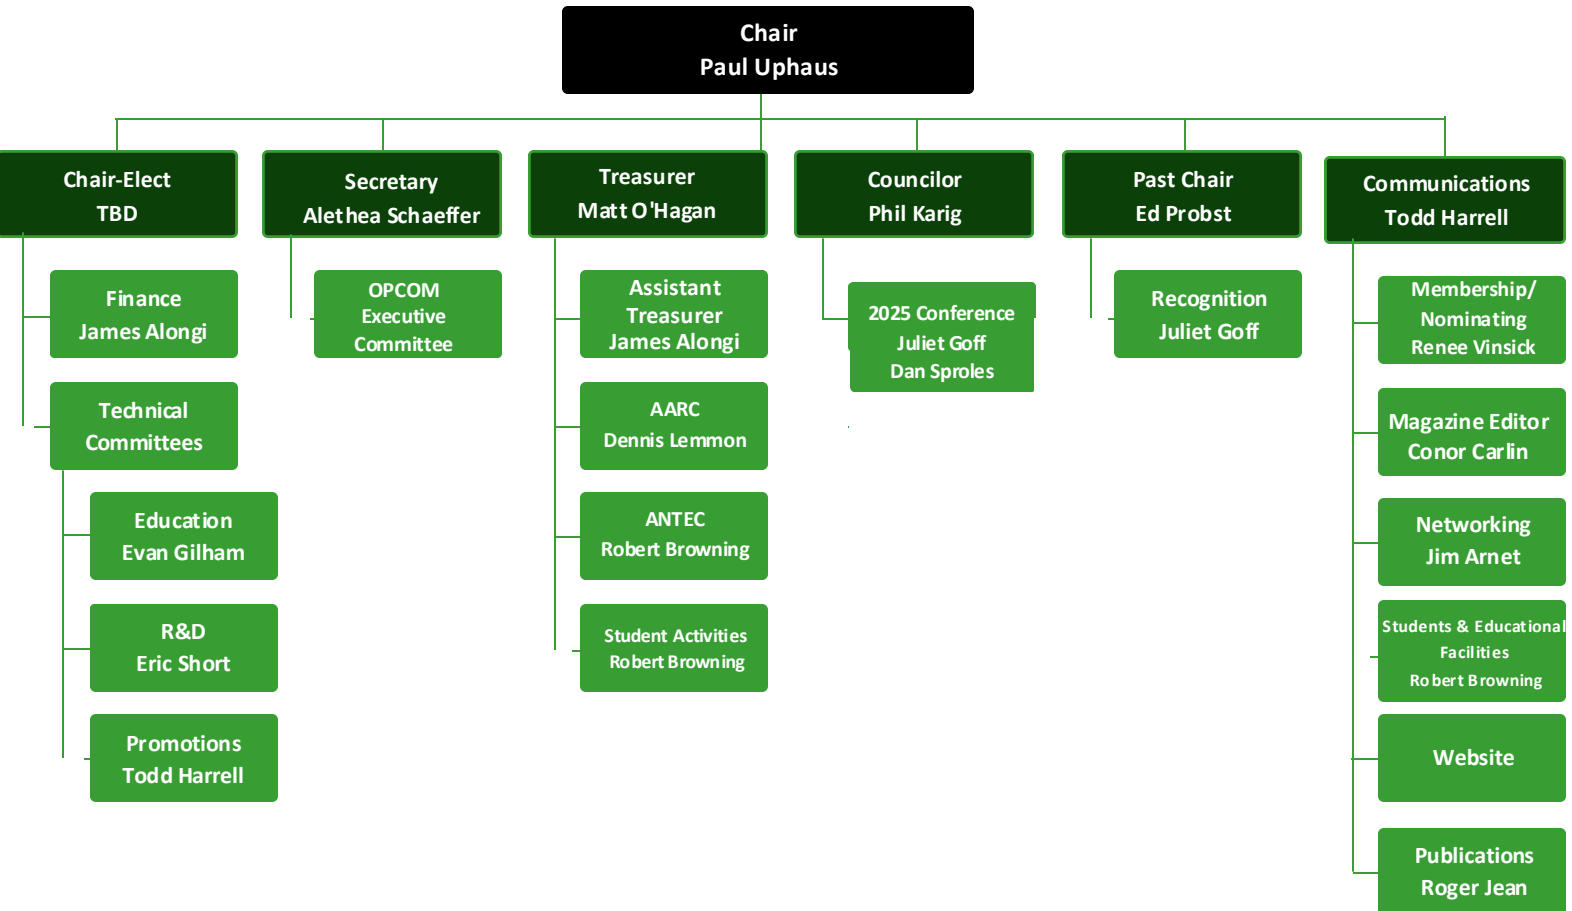 Chair
Paul Uphaus
Chair-Elect
TBD
Finance
James Alongi
Technical
Committees
Education
Evan Gilham
R&D
Eric Short
Promotions
Todd Harrell
Secretary
Alethea Schaeffer
OPCOM
Executive
Committee
Treasurer
Matt O'Hagan
Assistant
Treasurer
James Alongi
AARC
Dennis Lemmon
ANTEC
Robert Browning
Student Activities
Robert Browning
Councilor
Phil Karig
2025 Conference
Juliet Goff
Dan Sproles
Past Chair
Ed Probst
Recognition
Juliet Goff
Communications
Todd Harrell
Membership/
Nominating
Renee Vinsick
Magazine Editor
Conor Carlin
Networking
Jim Arnet
Students & Educational
Facilities
Robert Browning
Website
Publications
Roger Jean